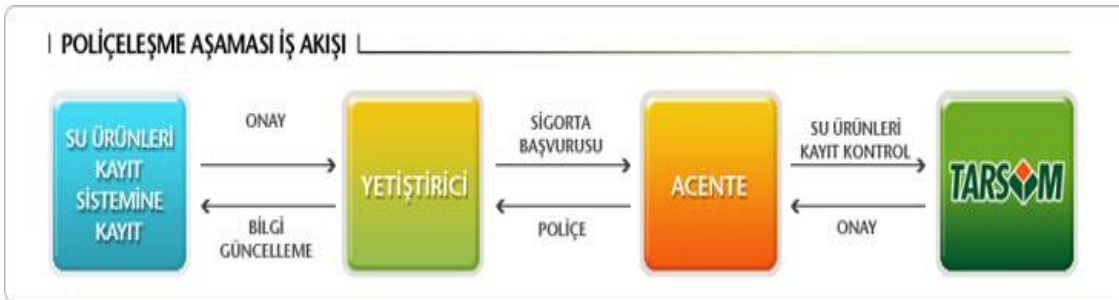 POLİÇELEŞME AŞAMASI İŞ AKIŞI
SU ÜRÜNLERİ
KAYIT
SİSTEMİNE
KAYIT
ONAY
BİLGİ
GÜNCELLEME
YETİŞTİRİCİ
SİGORTA
BAŞVURUSU
POLİÇE
ACENTE
SU ÜRÜNLERİ
KAYIT KONTROL
ONAY
TARSİM